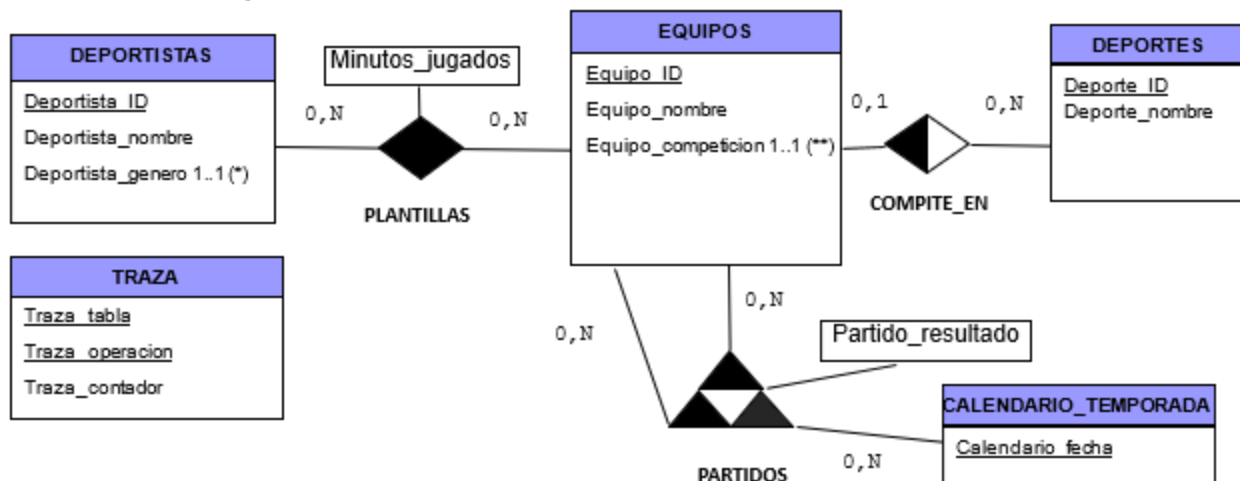 DEPORTISTAS
Deportista_ID
Deportista_nombre
Deportista_genero 1..1 (*)
0,N
Minutos_jugados
0,N
PLANTILLAS
EQUIPOS
Equipo_ID
Equipo_nombre
Equipo_competicion 1..1 (**)
0,1
0,N
COMPITE_EN
DEPORTES
Deporte_ID
Deporte_nombre
TRAZA
Traza_tabla
Traza_operacion
Traza_contador
0,N
0,N
Partido_resultado
PARTIDOS
0,N
CALENDARIO_TEMPORADA
Calendario_fecha